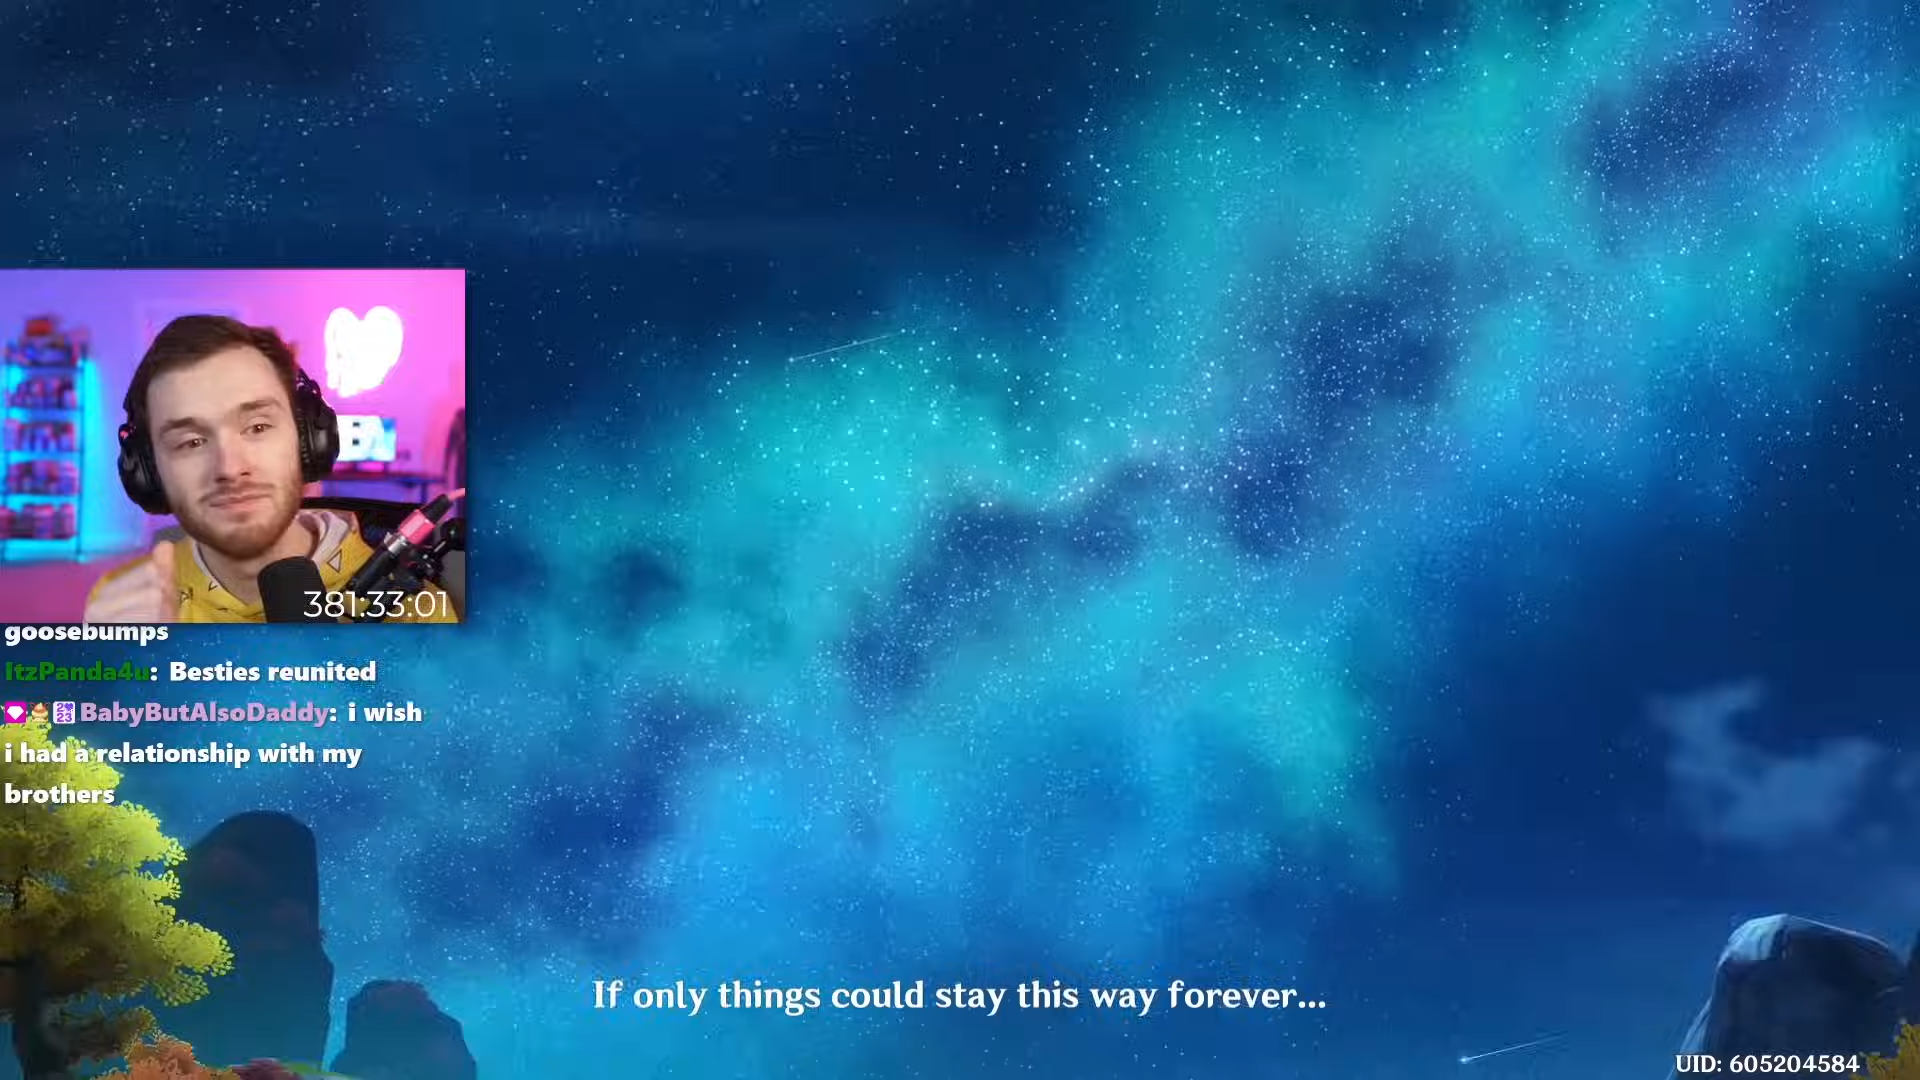 381:33:01
goosebumps
ItzPanda4u: Besties reunited
BabyButAlsoDaddy: i wish
i had a relationship with my
brothers
If only things could stay this way forever...
UID: 605204584